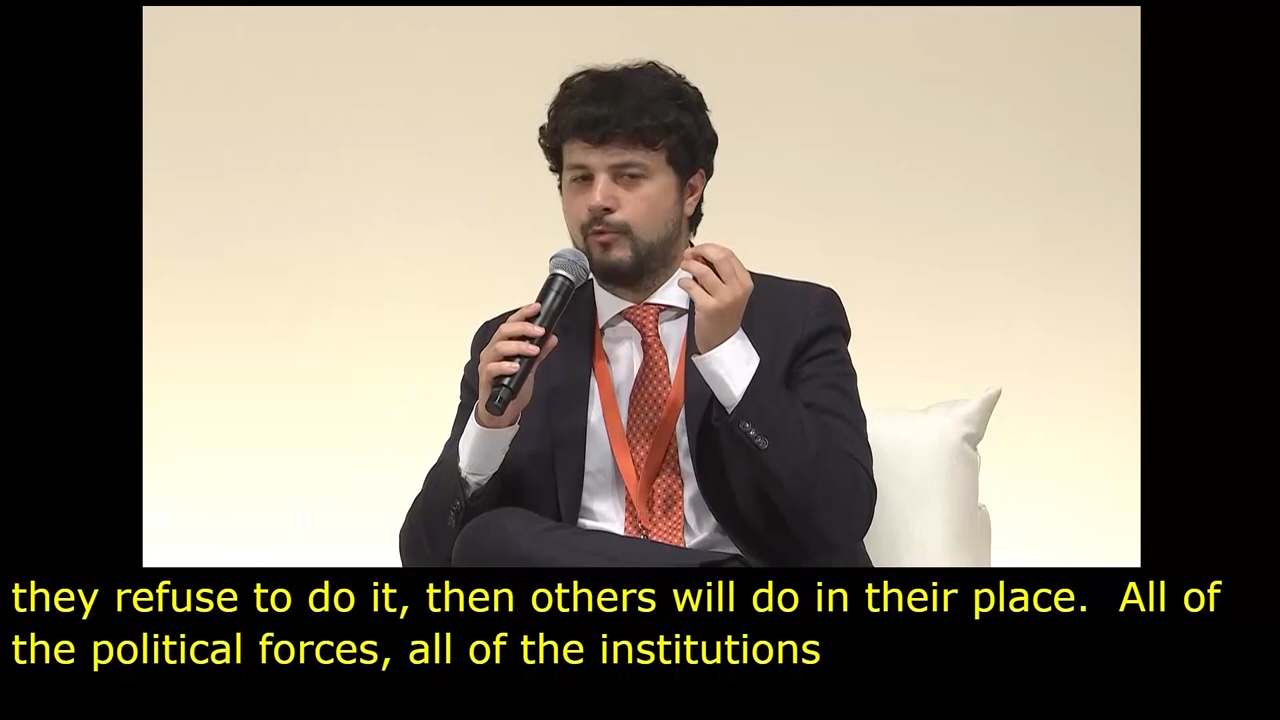 they refuse to do it, then others will do in their place.  All of
the political forces, all of the institutions